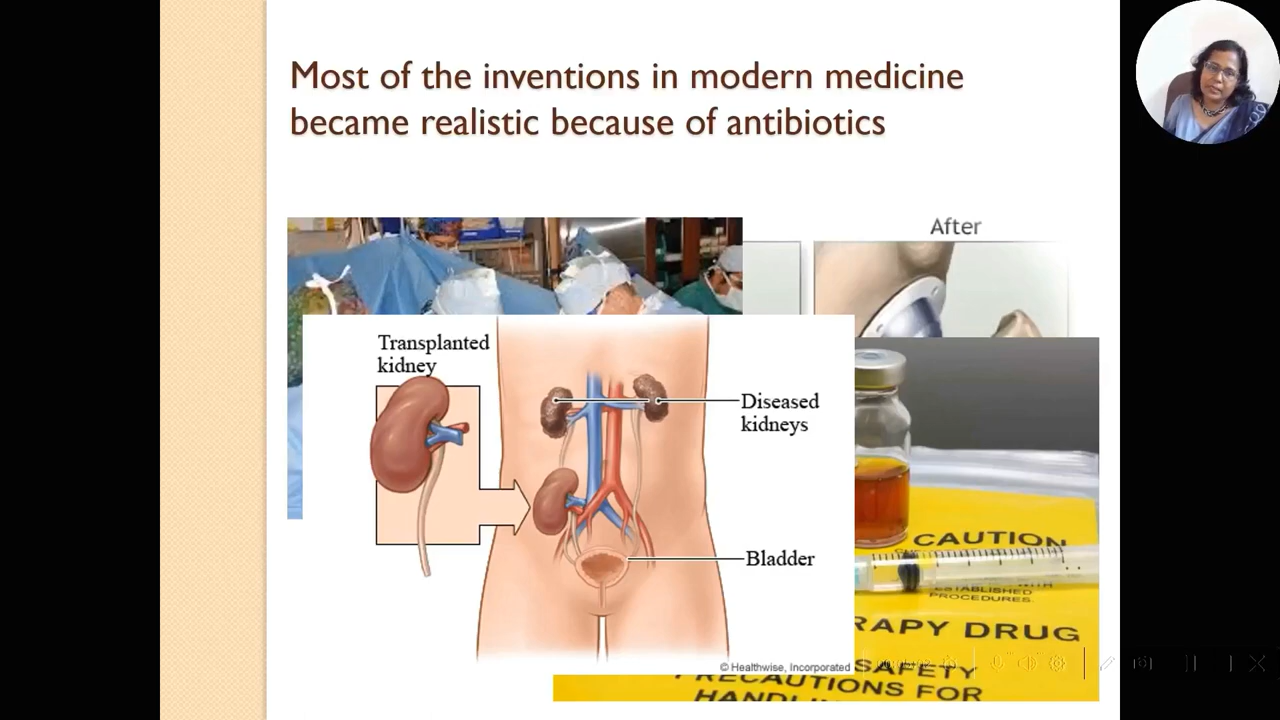 Most of the inventions in modern medicine
became realistic because of antibiotics
After
Transplanted
kidney
Diseased
kidneys
Bladder
© Healthwise, Incorporated
CAUTION
ESTABLISHED
PROCEDURES.
RAPY DRUG
SAFETY
PRECAUTIONS FOR